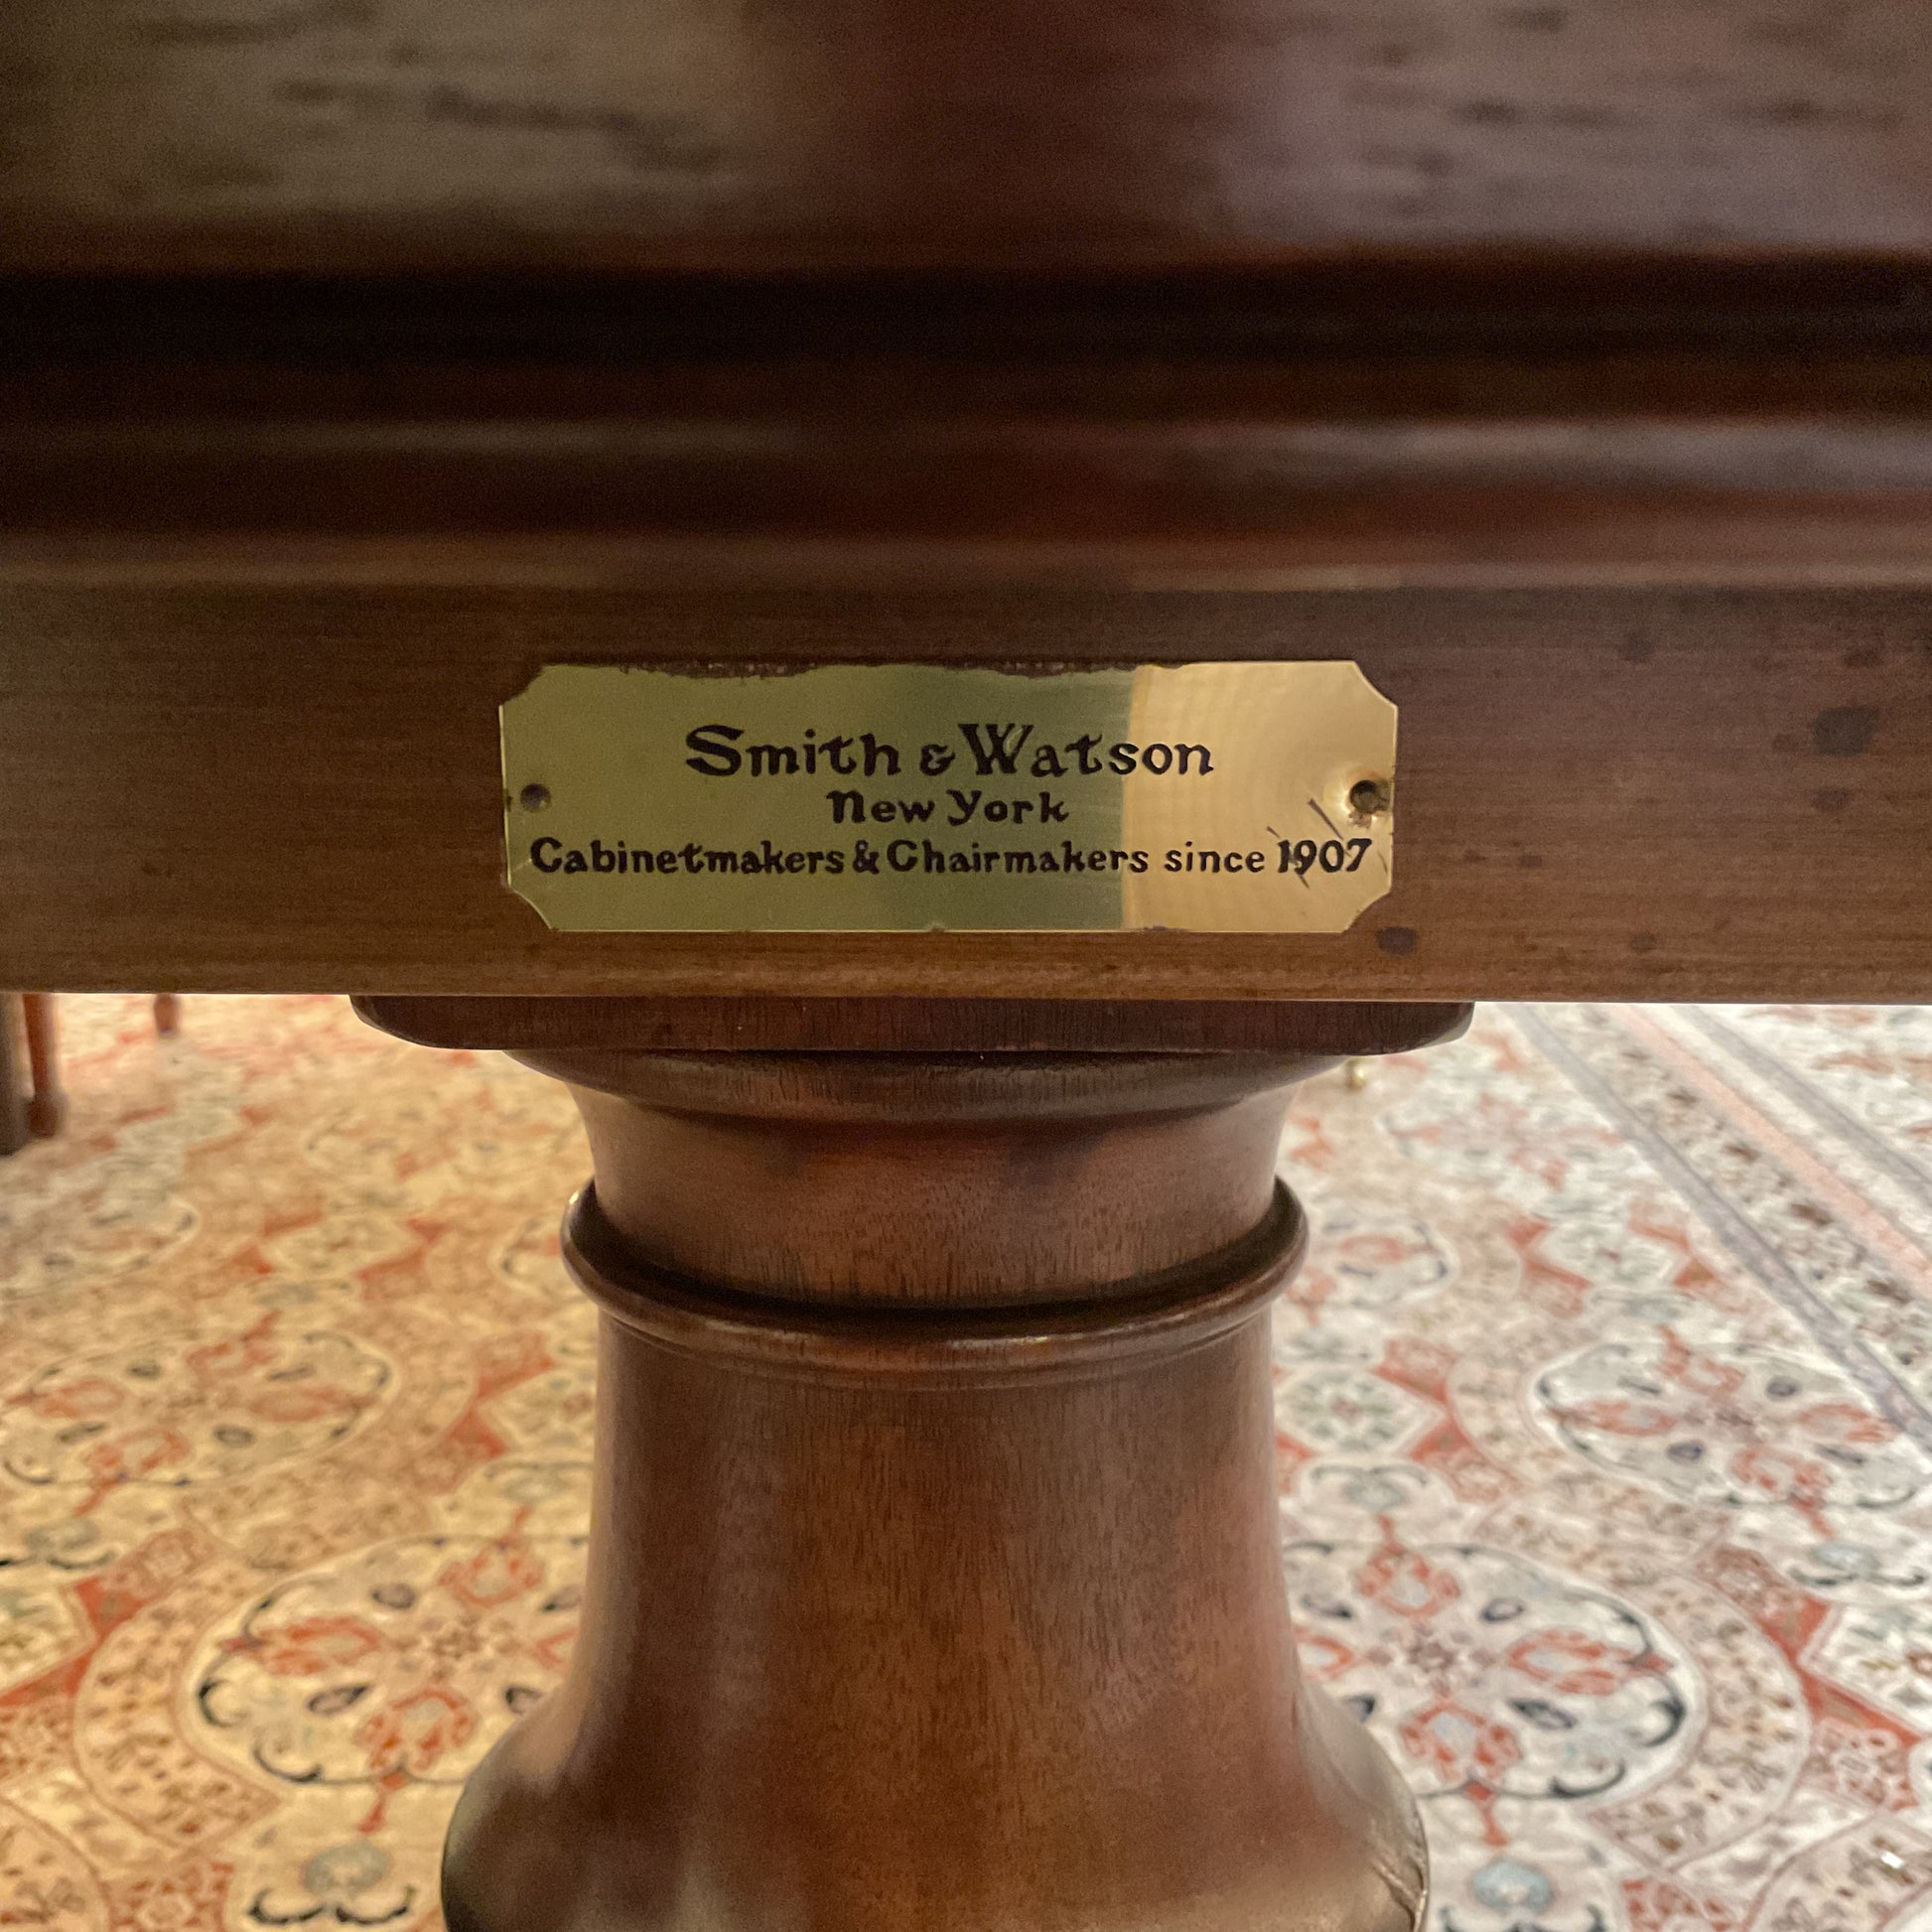 Smith & Watson
New York
Cabinetmakers & Chairmakers since 1907